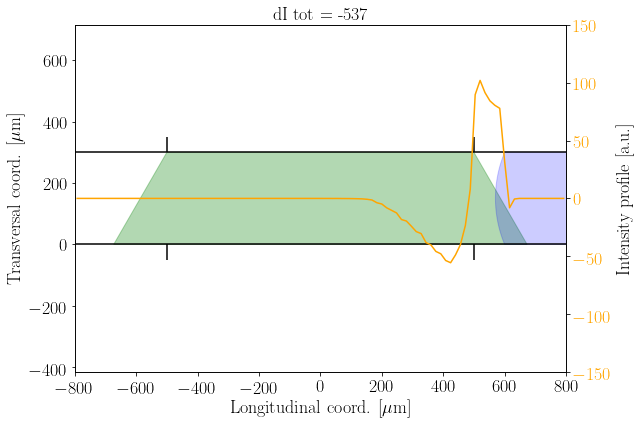 dI tot = -537
Transversal coord. [μm]
600
400
200
0
−200
−400
150
100
50
0
−50
−100
−150
Intensity profile [a.u.]
−800 −600 −400 −200 0 200 400 600 800
Longitudinal coord. [μm]